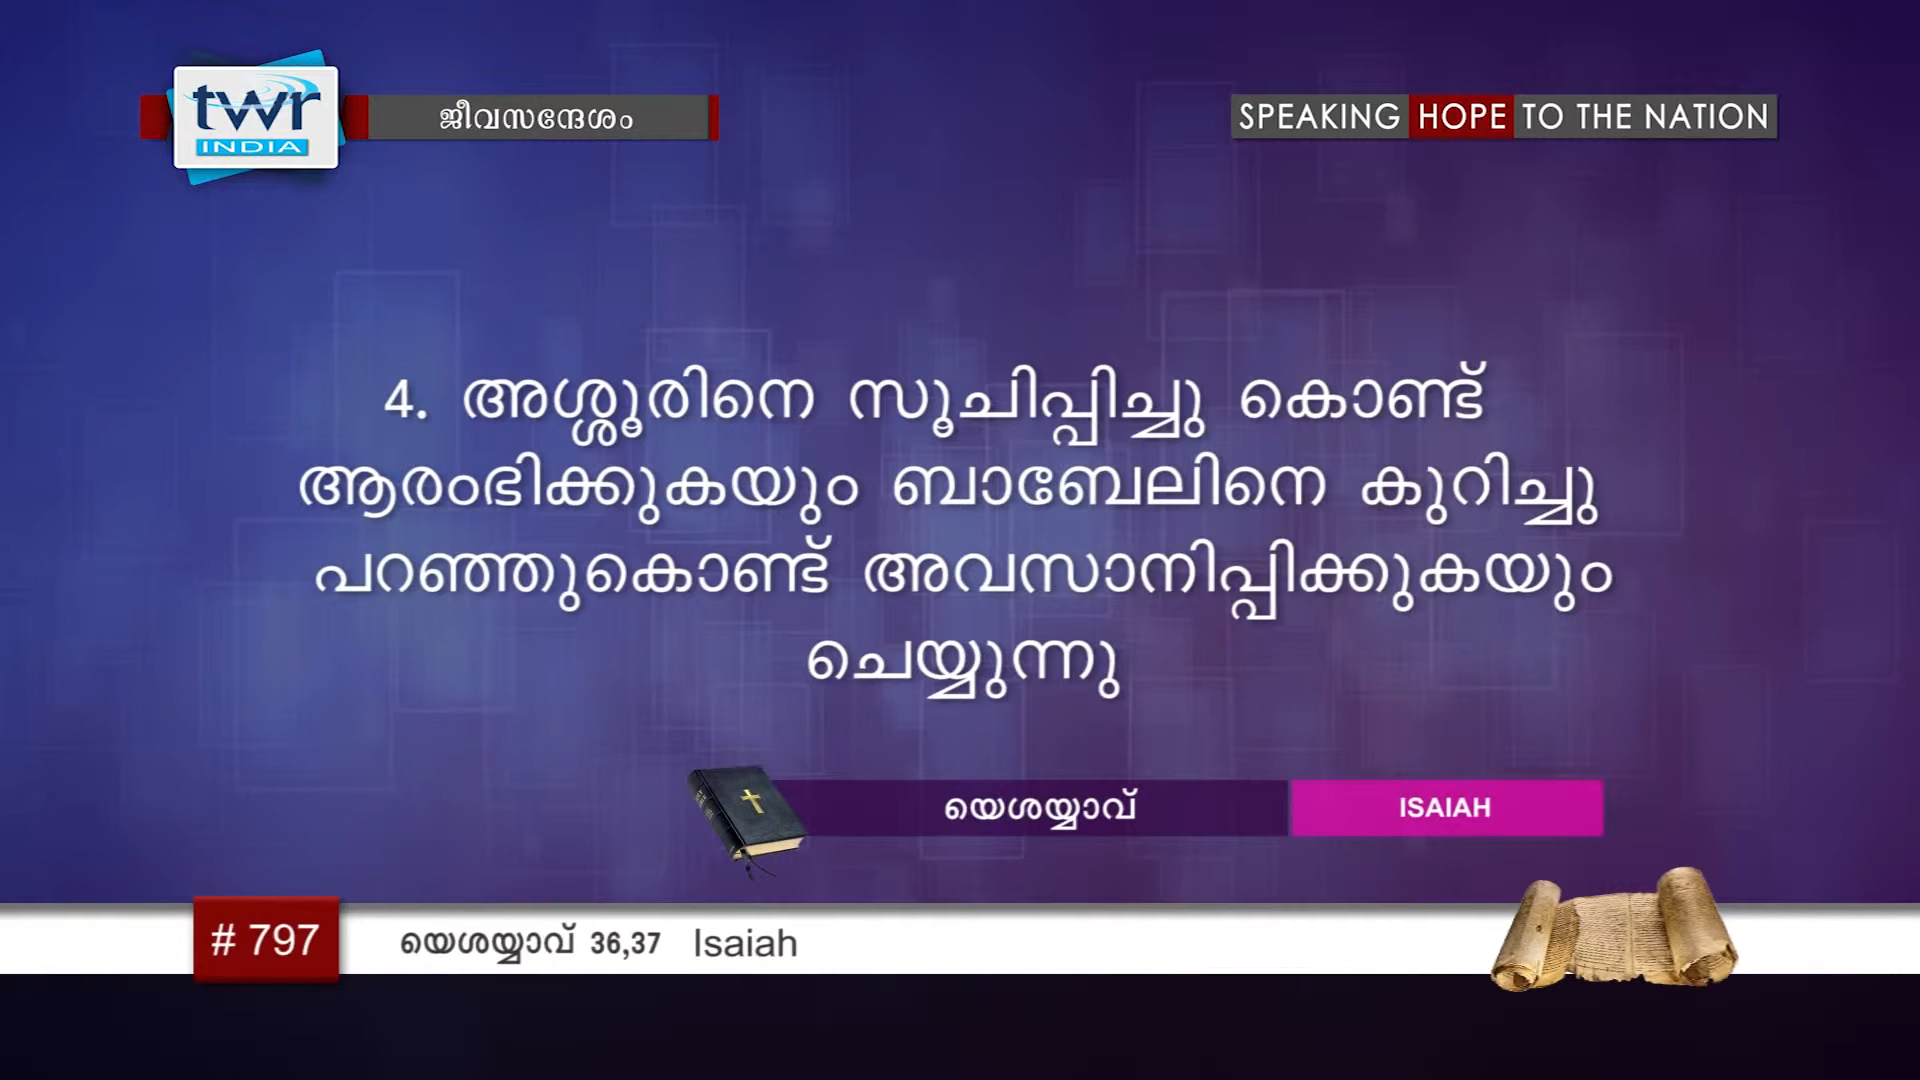 twr
INDIA
ജീവസന്ദേശം
SPEAKING HOPE TO THE NATION
4. അശ്ശൂരിനെ സൂചിപ്പിച്ചു കൊണ്ട്
ആരംഭിക്കുകയും ബാബേലിനെ കുറിച്ചു
പറഞ്ഞുകൊണ്ട് അവസാനിപ്പിക്കുകയും
ചെയ്യുന്നു
യെശയ്യാവ് ISAIAH
# 797 യെശയ്യാവ് 36,37 Isaiah